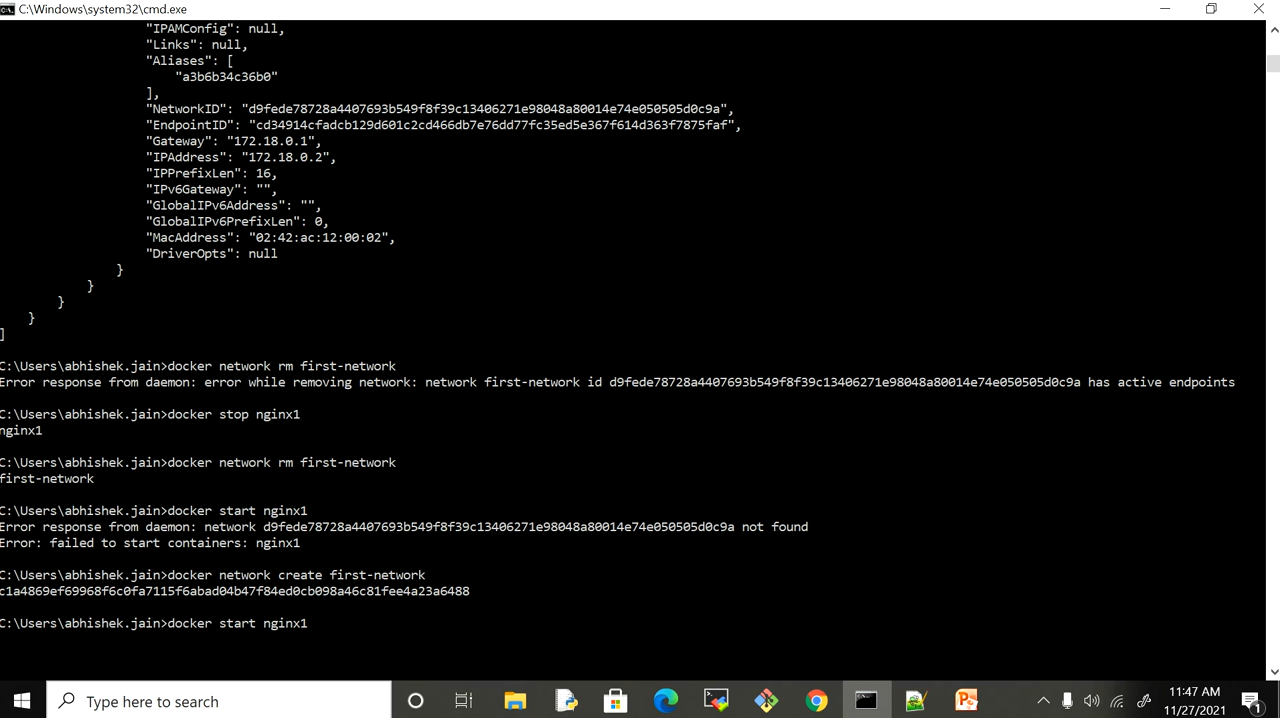 C:\Windows\system32\cmd.exe
"IPAMConfig": null,
"Links": null,
"Aliases": [
"a3b6b34c36b0"
],
"NetworkID": "d9fede78728a4407693b549f8f39c13406271e98048a80014e74e050505d0c9a",
"EndpointID": "cd34914cfadcb129d601c2cd466db7e76dd77fc35ed5e367f614d363f7875faf",
"Gateway": "172.18.0.1",
"IPAddress": "172.18.0.2",
"IPPrefixLen": 16,
"IPv6Gateway": "",
"GlobalIPv6Address": "",
"GlobalIPv6PrefixLen": 0,
"MacAddress": "02:42:ac:12:00:02",
"DriverOpts": null
}
}
}
}
]
C:\Users\abhishek.jain>docker network rm first-network
Error response from daemon: error while removing network: network first-network id d9fede78728a4407693b549f8f39c13406271e98048a80014e74e050505d0c9a has active endpoints
C:\Users\abhishek.jain>docker stop nginx1
nginx1
C:\Users\abhishek.jain>docker network rm first-network
first-network
C:\Users\abhishek.jain>docker start nginx1
Error response from daemon: network d9fede78728a4407693b549f8f39c13406271e98048a80014e74e050505d0c9a not found
Error: failed to start containers: nginx1
C:\Users\abhishek.jain>docker network create first-network
c1a4869ef69968f6c0fa7115f6abad04b47f84ed0cb098a46c81fee4a23a6488
C:\Users\abhishek.jain>docker start nginx1
Type here to search
11:47 AM
11/27/2021
1